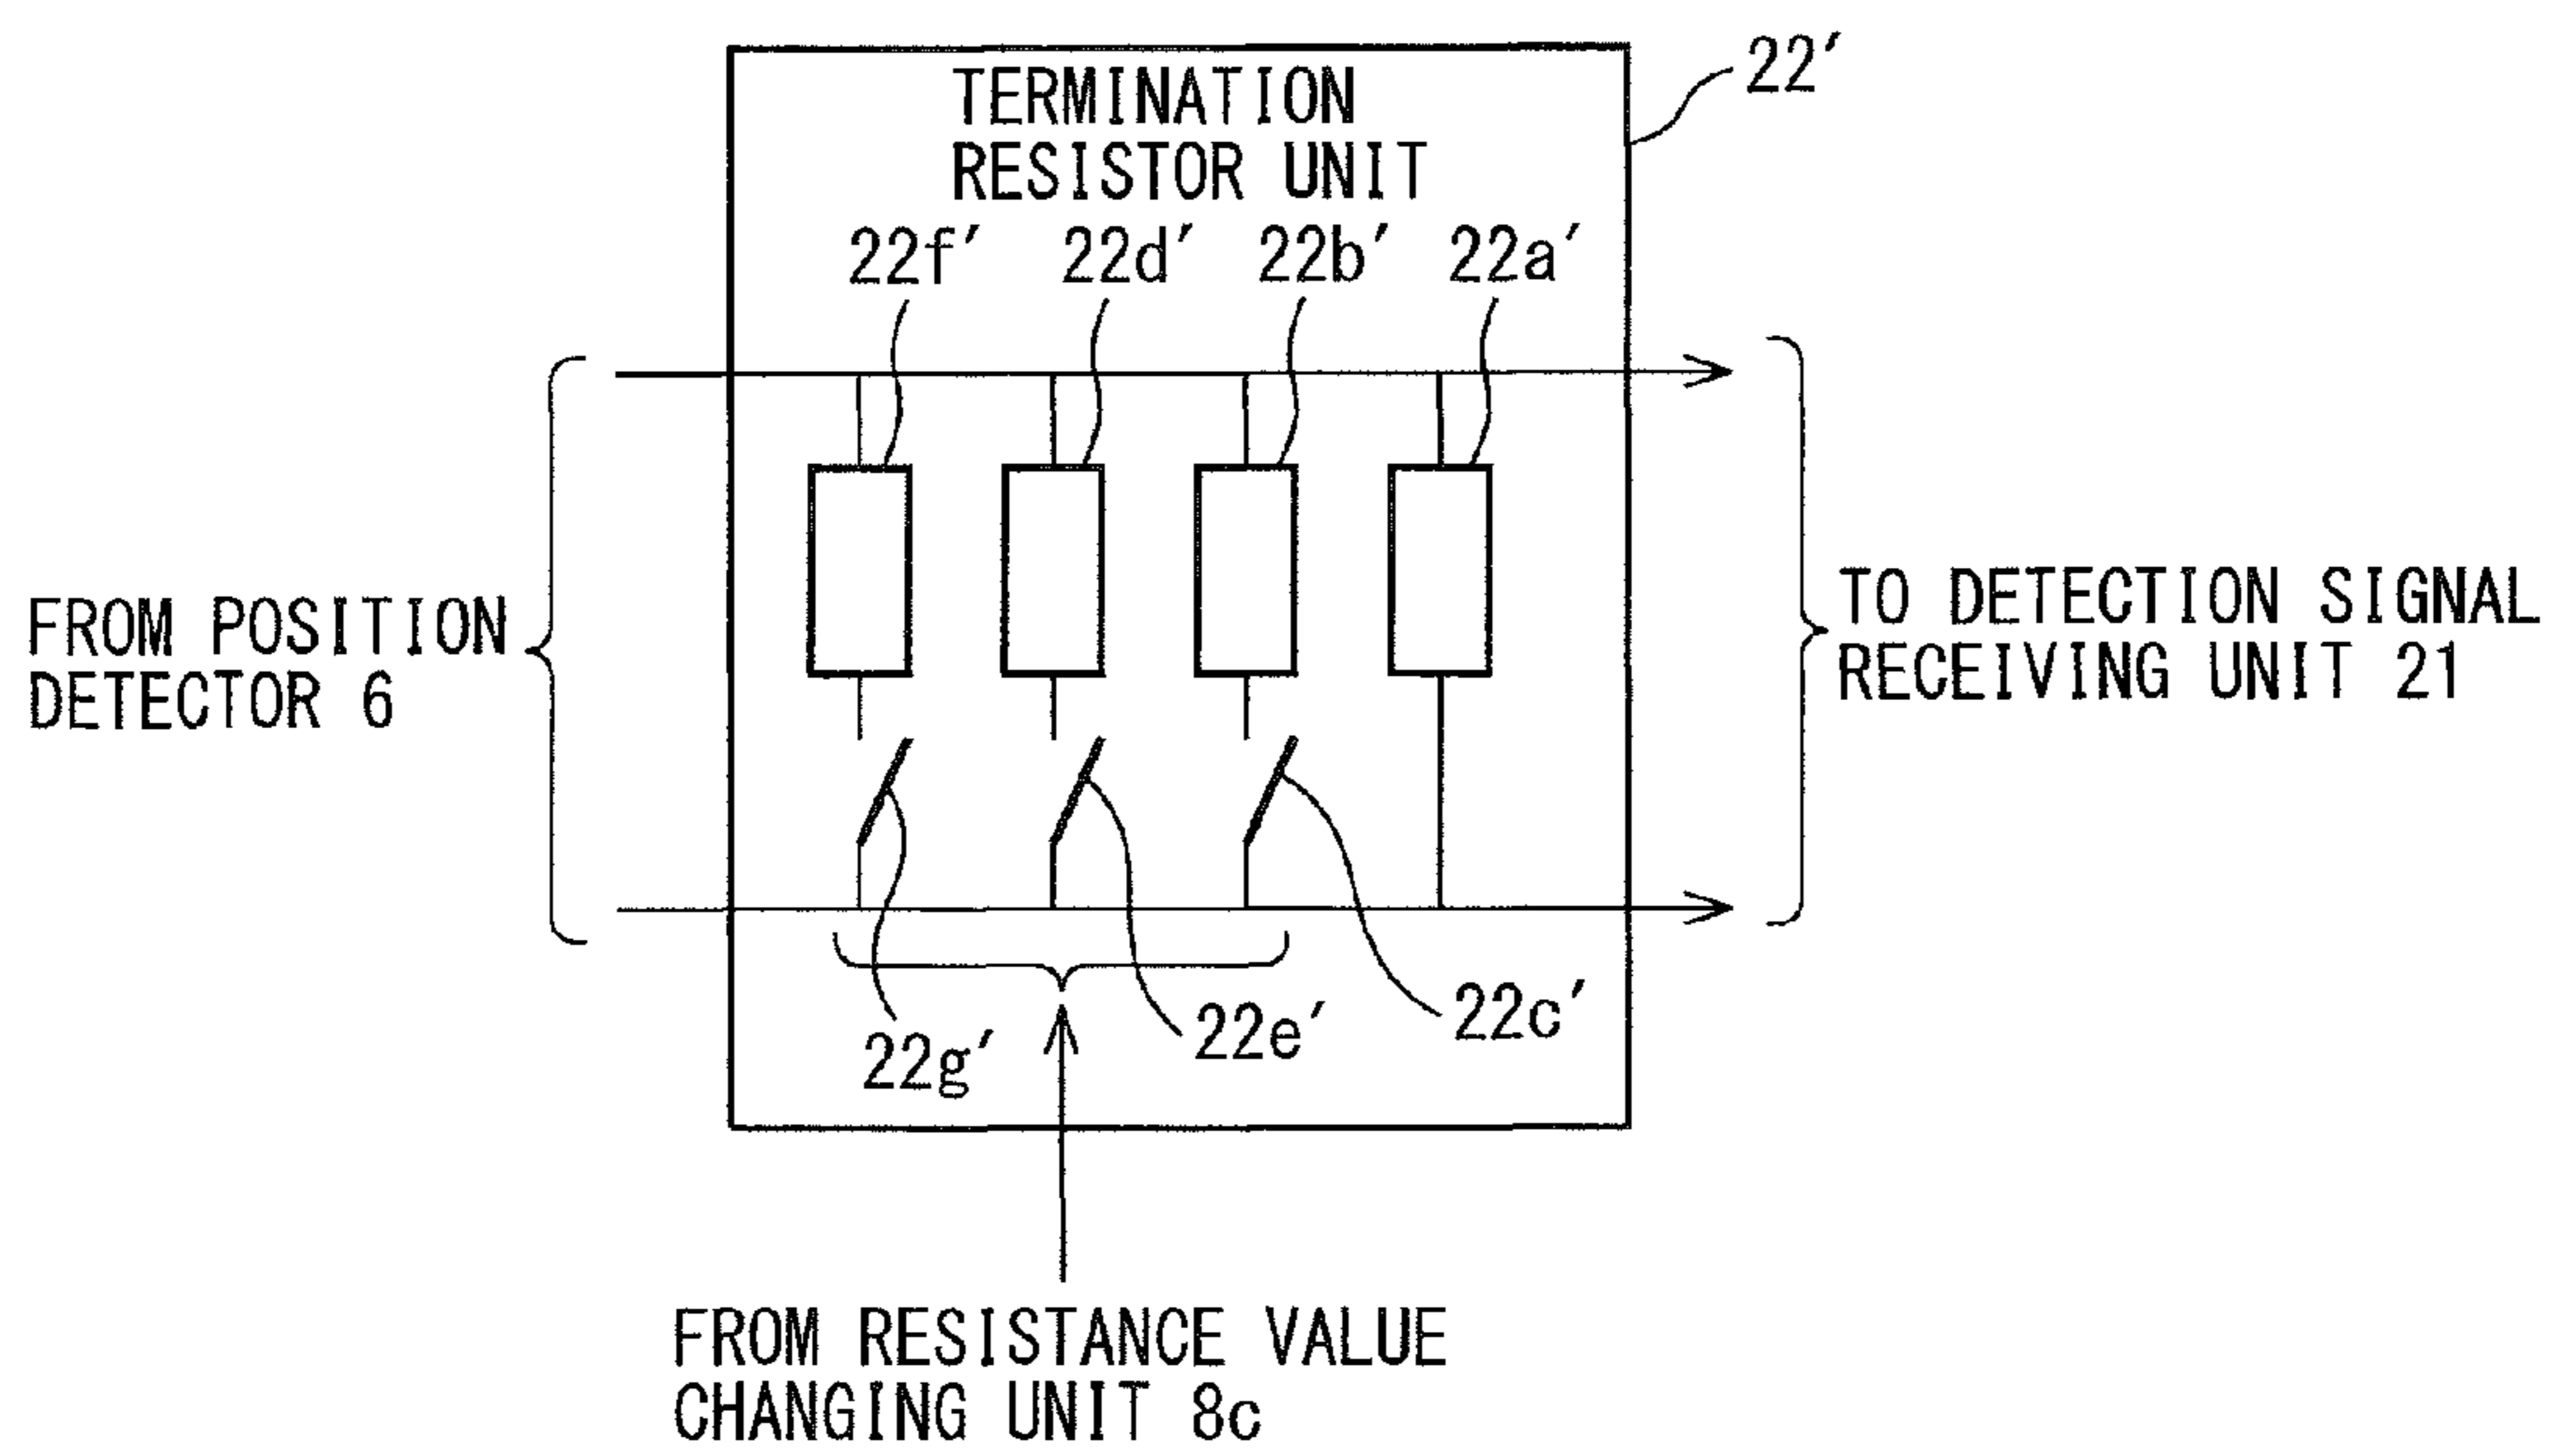 22′
TERMINATION
RESISTOR UNIT
22f′ 22d′ 22b′ 22a′
FROM POSITION
DETECTOR 6
TO DETECTION SIGNAL
RECEIVING UNIT 21
22g′ 22e′ 22c′
FROM RESISTANCE VALUE
CHANGING UNIT 8c